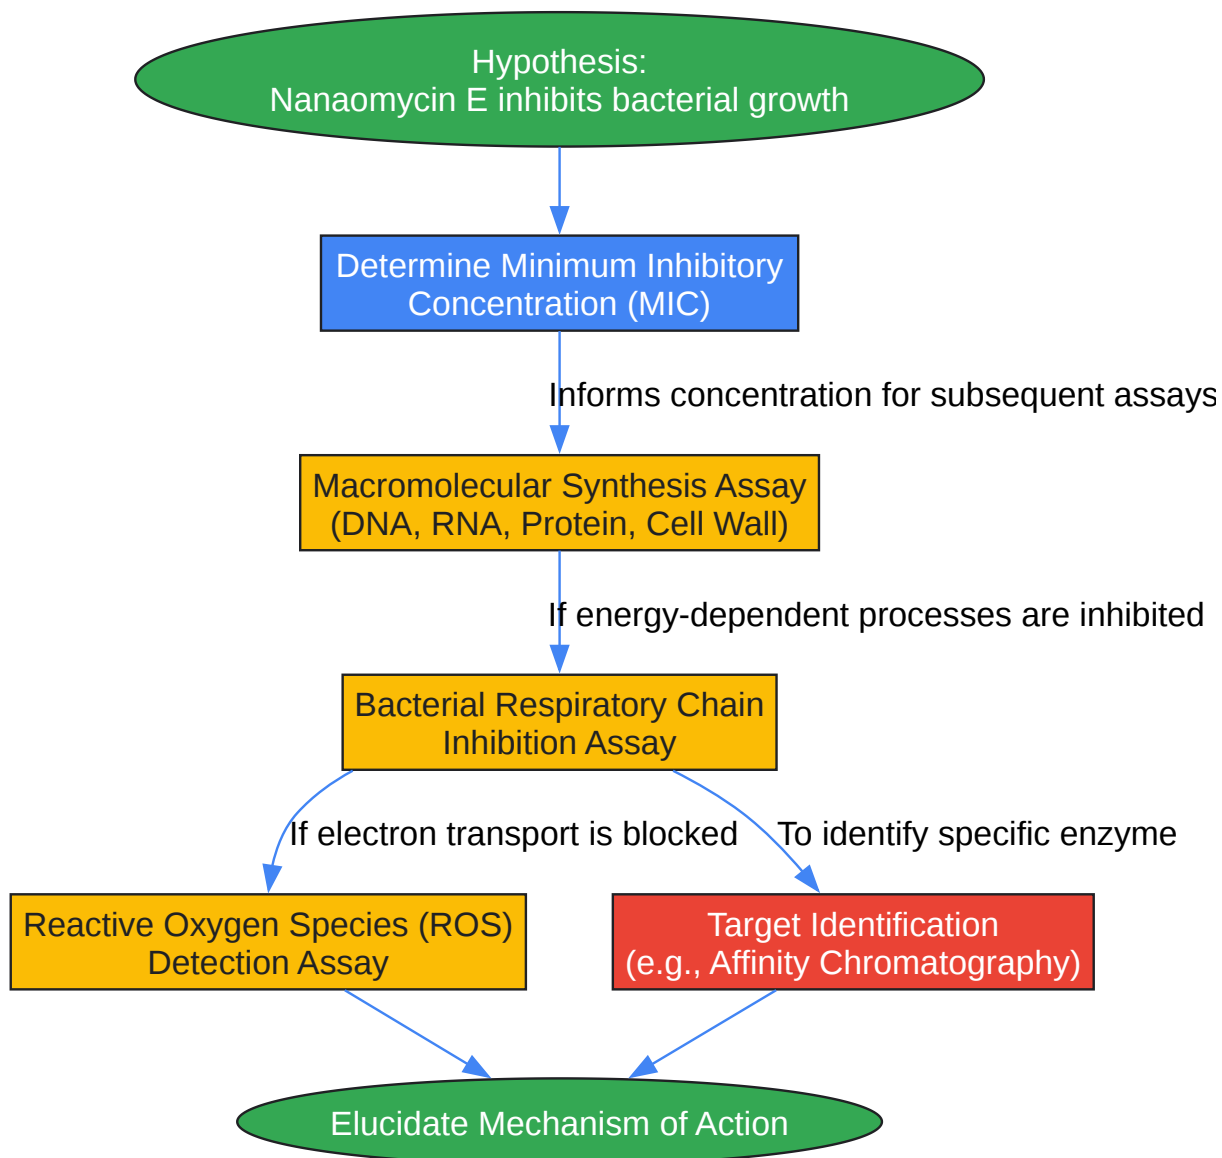 Hypothesis:
Nanaomycin E inhibits bacterial growth
Determine Minimum Inhibitory
Concentration (MIC)
Informs concentration for subsequent assays
Macromolecular Synthesis Assay
(DNA, RNA, Protein, Cell Wall)
If energy-dependent processes are inhibited
Bacterial Respiratory Chain
Inhibition Assay
If electron transport is blocked
To identify specific enzyme
Reactive Oxygen Species (ROS)
Detection Assay
Target Identification
(e.g., Affinity Chromatography)
Elucidate Mechanism of Action